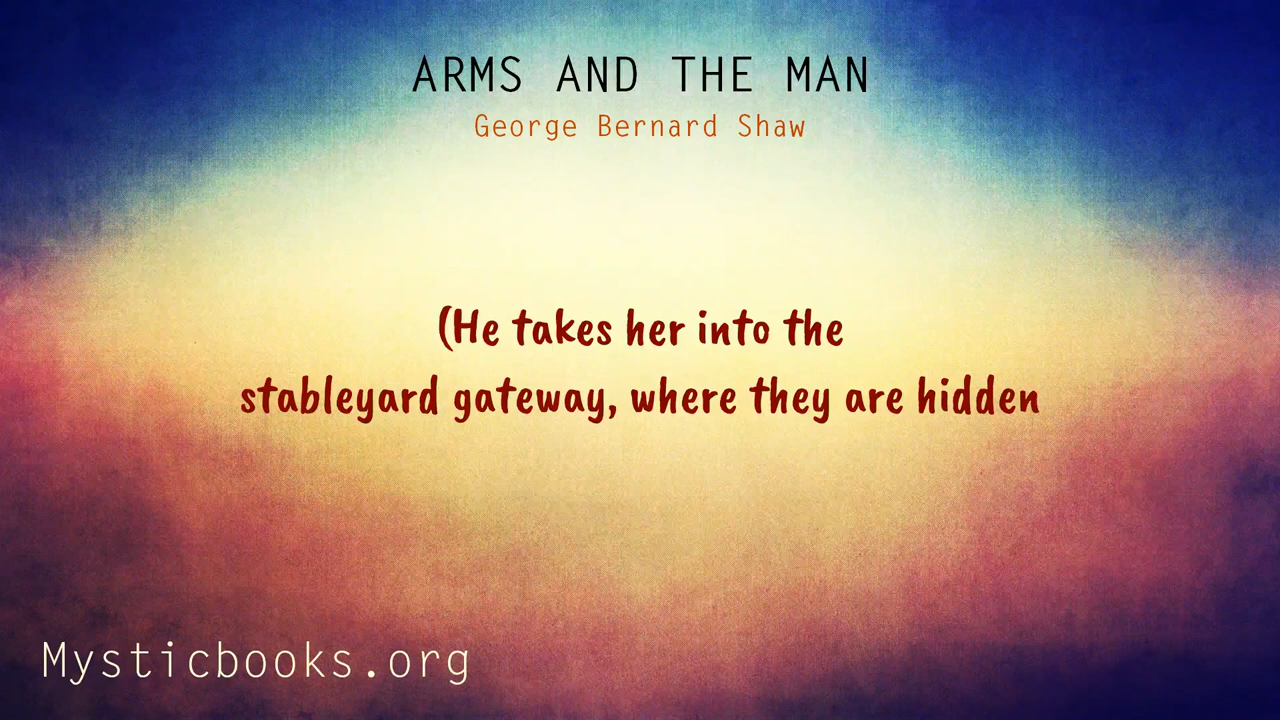 ARMS AND THE MAN
George Bernard Shaw
(He takes her into the
stableyard gateway, where they are hidden
Mysticbooks.org